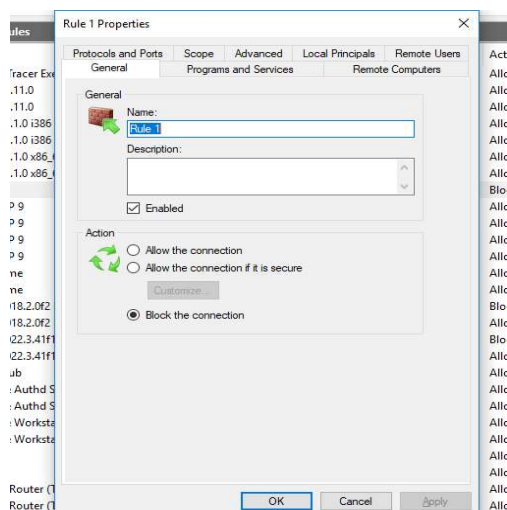 Rule 1 Properties
ules
Protocols and Ports Scope Advanced Local Principals Remote Users
General Programs and Services Remote Computers
Act
Tracer Exe
11.0
11.0
.1.0 i386
.1.0 i386
.1.0 x86_
.1.0 x86_
P 9
P 9
P 9
P 9
me
me
18.2.0f2
18.2.0f2
22.3.41f1
22.3.41f1
ub
: Authd S
: Authd S
: Worksta
: Worksta
Router (T
Router (T
General
Name:
Rule 1
Description:
Enabled
Action
Allow the connection
Allow the connection if it is secure
Customize...
Block the connection
OK Cancel Apply
Allo
Allo
Allo
Allo
Allo
Allo
Allo
Blo
Allo
Allo
Allo
Allo
Allo
Allo
Blo
Allo
Blo
Allo
Allo
Allo
Allo
Allo
Allo
Allo
Allo
Allo
Allo